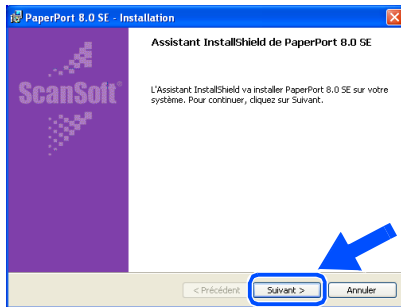 PaperPort 8.0 SE - Installation
Assistant InstallShield de PaperPort 8.0 SE
ScanSoft®
L'Assistant InstallShield va installer PaperPort 8.0 SE sur votre
système. Pour continuer, cliquez sur Suivant.
< Précédent Suivant > Annuler